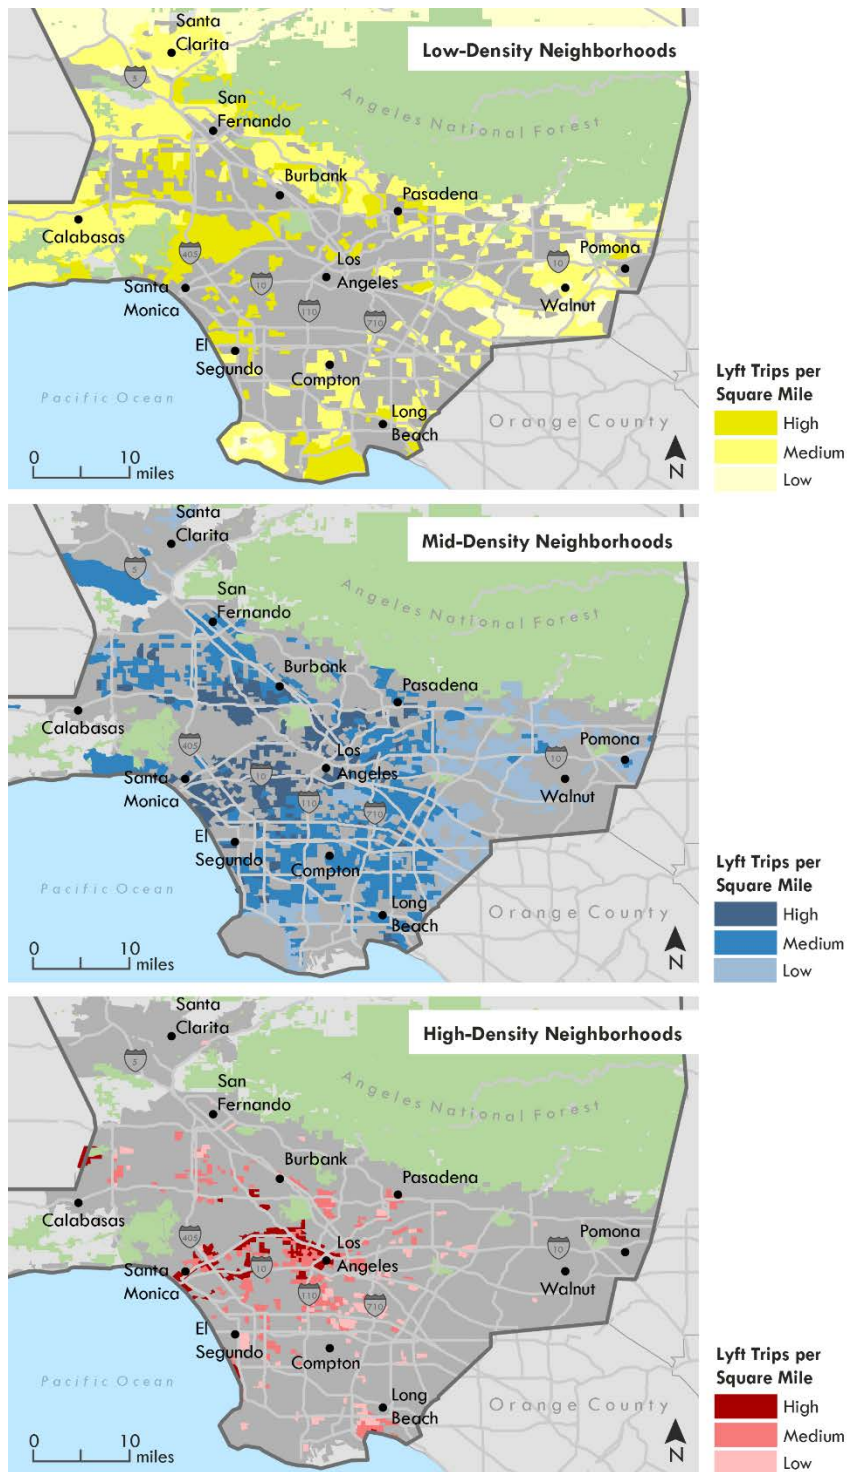 Santa
Clarita
Low-Density Neighborhoods
5
San
Fernando
Angeles National Forest
Burbank
Pasadena
Calabasas
405
Los
Angeles
10
Pomona
Santa
Monica
10
Walnut
110
710
El
Segundo
Compton
Pacific Ocean
Long
Beach
Orange County
0 10
miles
N
Lyft Trips per
Square Mile
High
Medium
Low
Santa
Clarita
Mid-Density Neighborhoods
5
San
Fernando
Angeles National Forest
Burbank
Pasadena
Calabasas
405
Los
Angeles
10
Pomona
Santa
Monica
10
Walnut
110
710
El
Segundo
Compton
Pacific Ocean
Long
Beach
Orange County
0 10
miles
N
Lyft Trips per
Square Mile
High
Medium
Low
Santa
Clarita
High-Density Neighborhoods
5
San
Fernando
Angeles National Forest
Burbank
Pasadena
Calabasas
405
Los
Angeles
10
Pomona
Santa
Monica
10
Walnut
110
710
El
Segundo
Compton
Pacific Ocean
Long
Beach
Orange County
0 10
miles
N
Lyft Trips per
Square Mile
High
Medium
Low